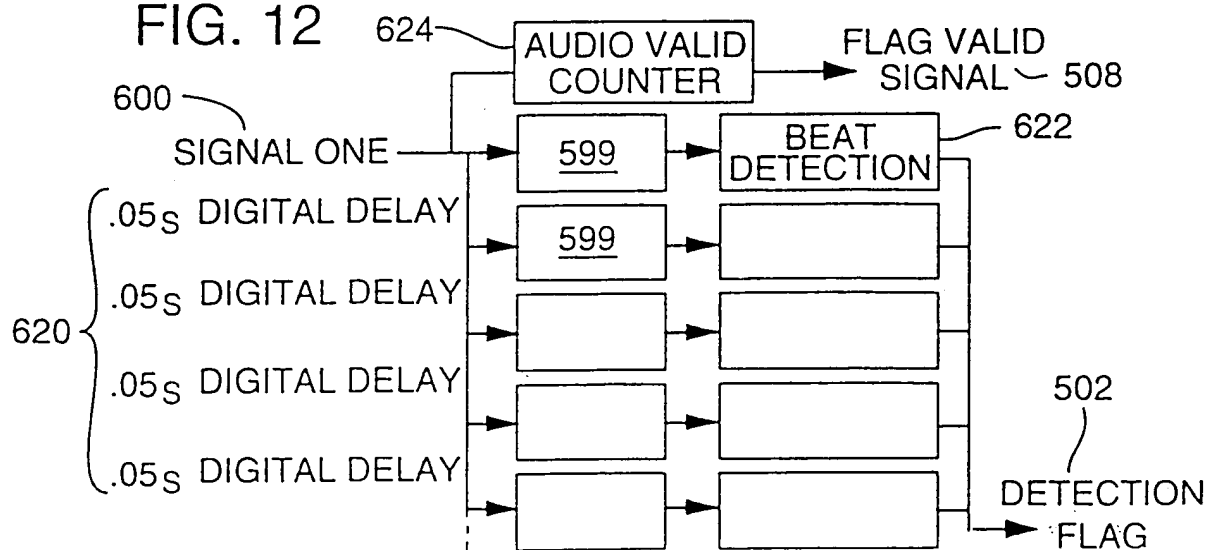 FIG. 12
624
AUDIO VALID
COUNTER
FLAG VALID
SIGNAL
508
600
SIGNAL ONE
599
BEAT
DETECTION
622
.05s DIGITAL DELAY
599
.05s DIGITAL DELAY
620
.05s DIGITAL DELAY
502
.05s DIGITAL DELAY
DETECTION
FLAG